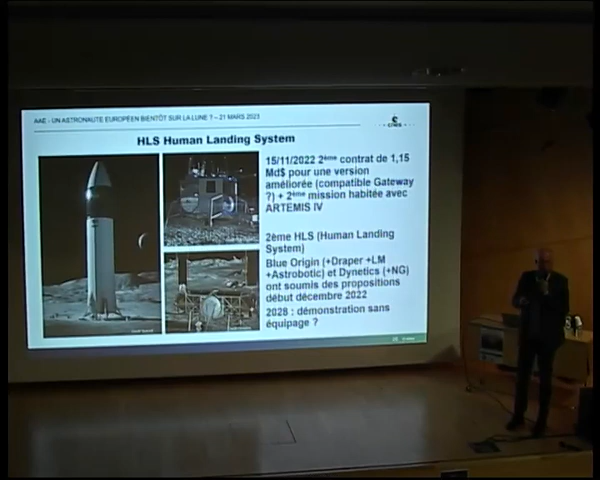 AAE - UN ASTRONAUTE EUROPÉEN BIENTÔT SUR LA LUNE ? – 21 MARS 2023
cnes
HLS Human Landing System
15/11/2022 2ème contrat de 1,15
Md$ pour une version
améliorée (compatible Gateway
?) + 2ème mission habitée avec
ARTEMIS IV
2ème HLS (Human Landing
System)
Blue Origin (+Draper +LM
+Astrobotic) et Dynetics (+NG)
ont soumis des propositions
début décembre 2022
2028 : démonstration sans
équipage ?